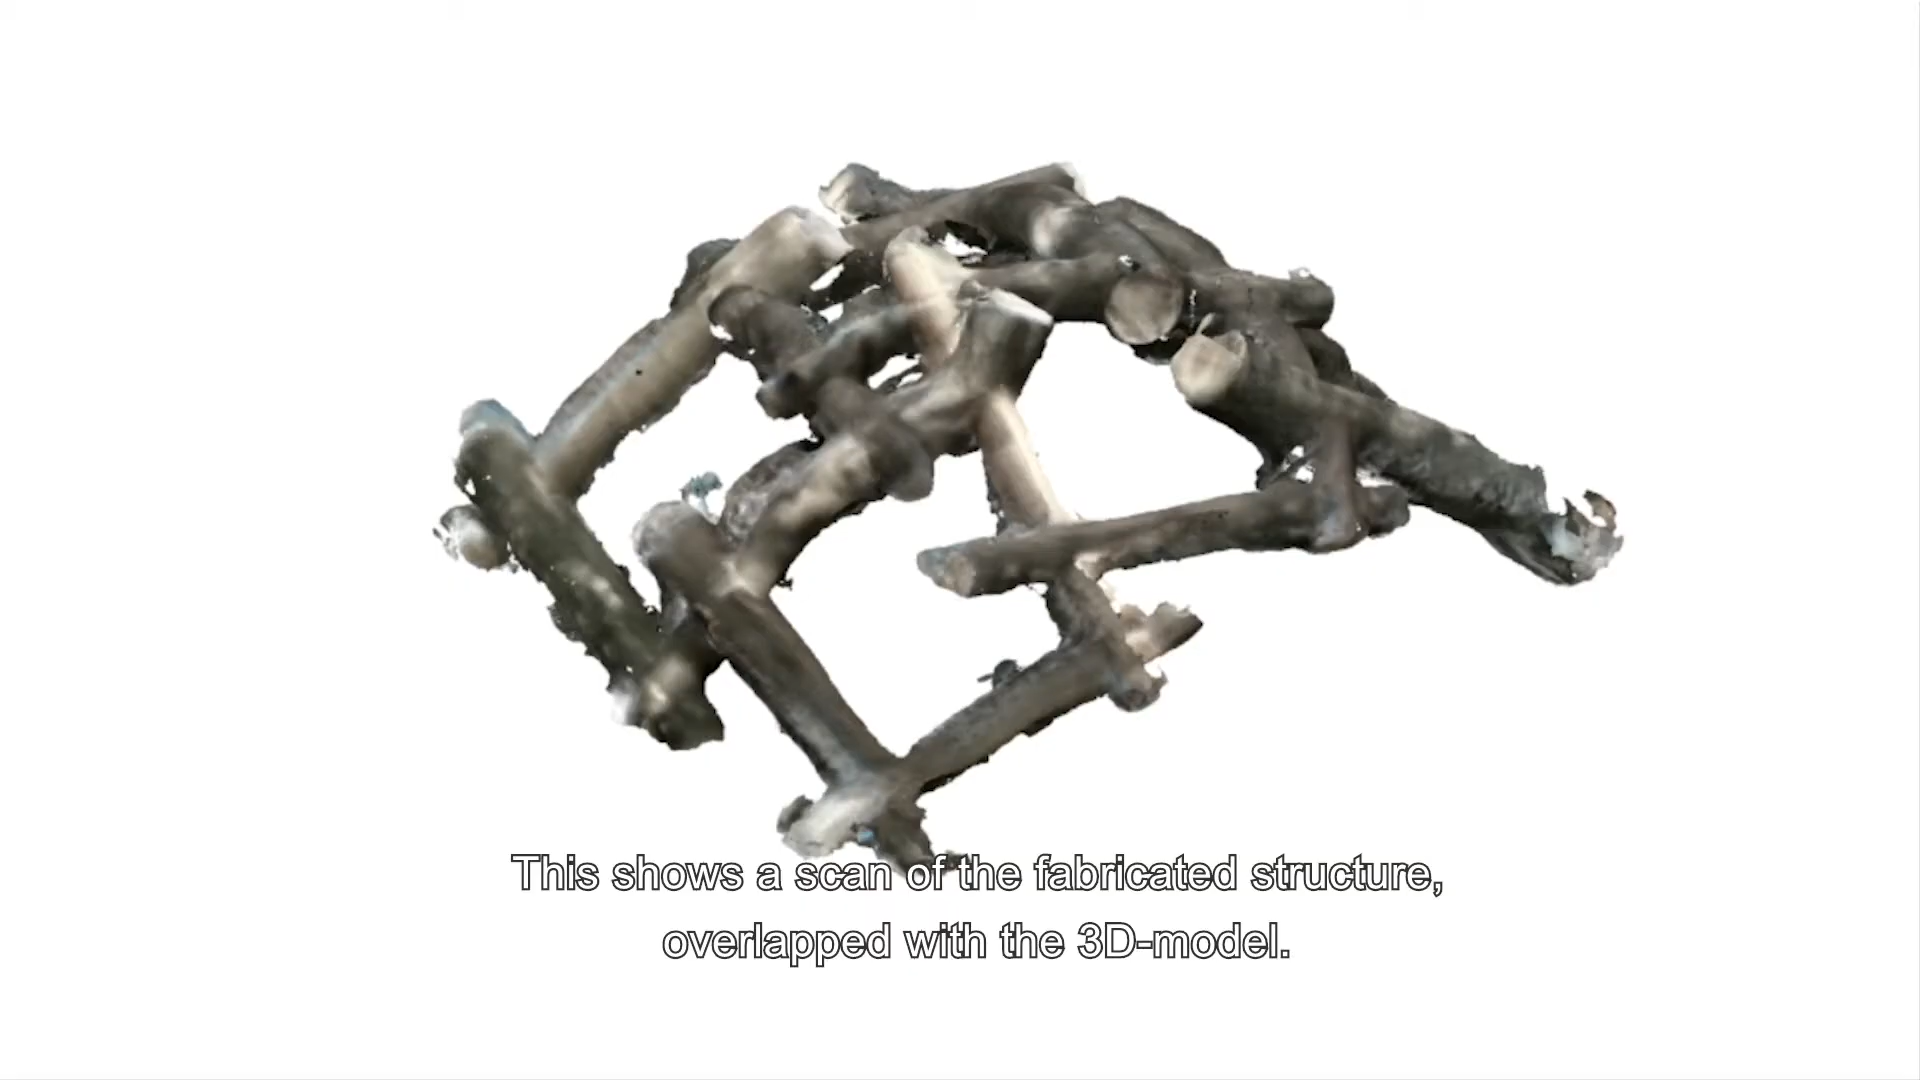 This shows a scan of the fabricated structure,
overlapped with the 3D-model.